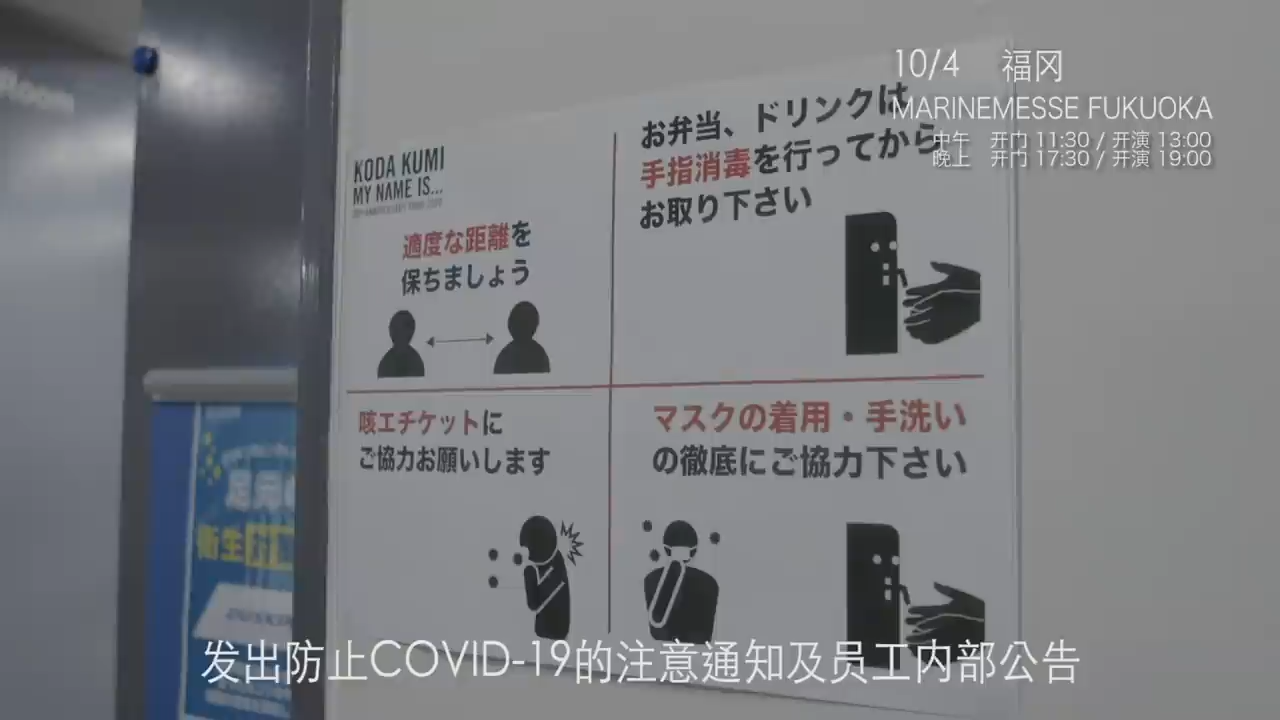 10/4 福冈
MARINEMESSE FUKUOKA
中午 开门 11:30 / 开演 13:00
晚上 开门 17:30 / 开演 19:00
Room
KODA KUMI
MY NAME IS...
適度な距離を
保ちましょう
お弁当、ドリンクは
手指消毒を行ってから
お取り下さい
咳エチケットに
ご協力お願いします
マスクの着用・手洗い
の徹底にご協力下さい
衛生
发出防止COVID-19的注意通知及员工内部公告